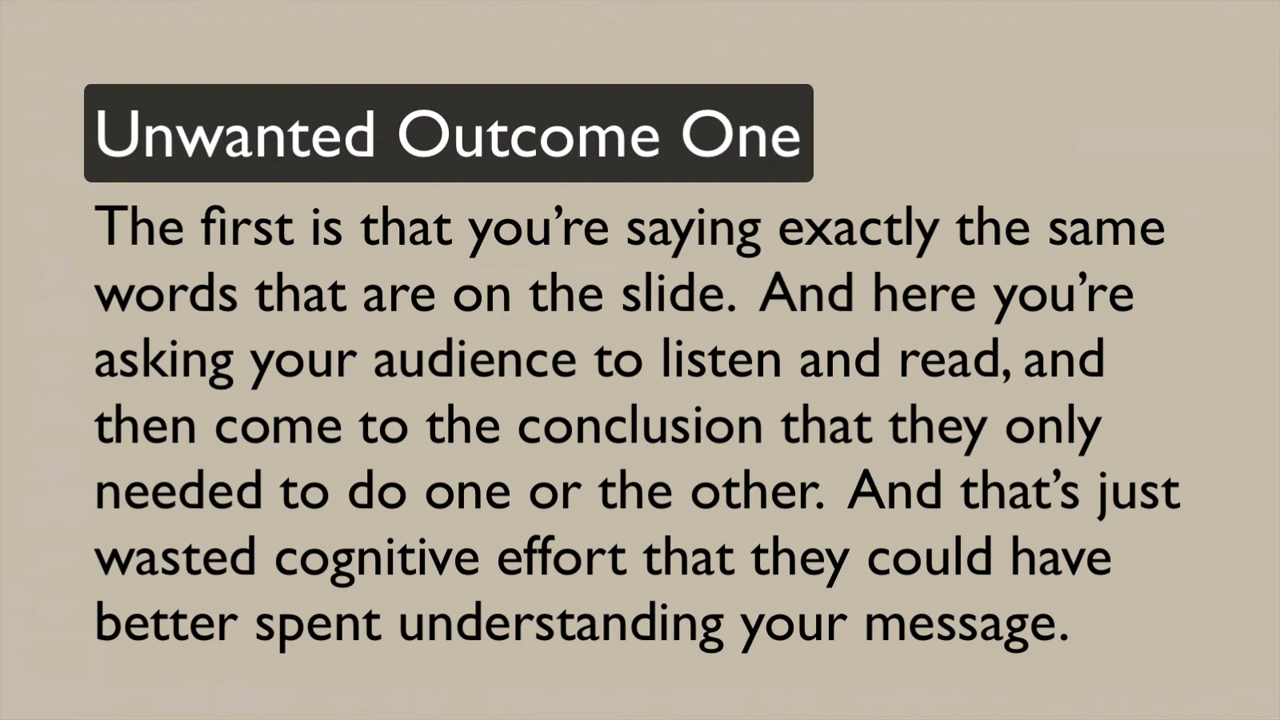 Unwanted Outcome One
The first is that you’re saying exactly the same
words that are on the slide.  And here you’re
asking your audience to listen and read, and
then come to the conclusion that they only
needed to do one or the other.  And that’s just
wasted cognitive effort that they could have
better spent understanding your message.